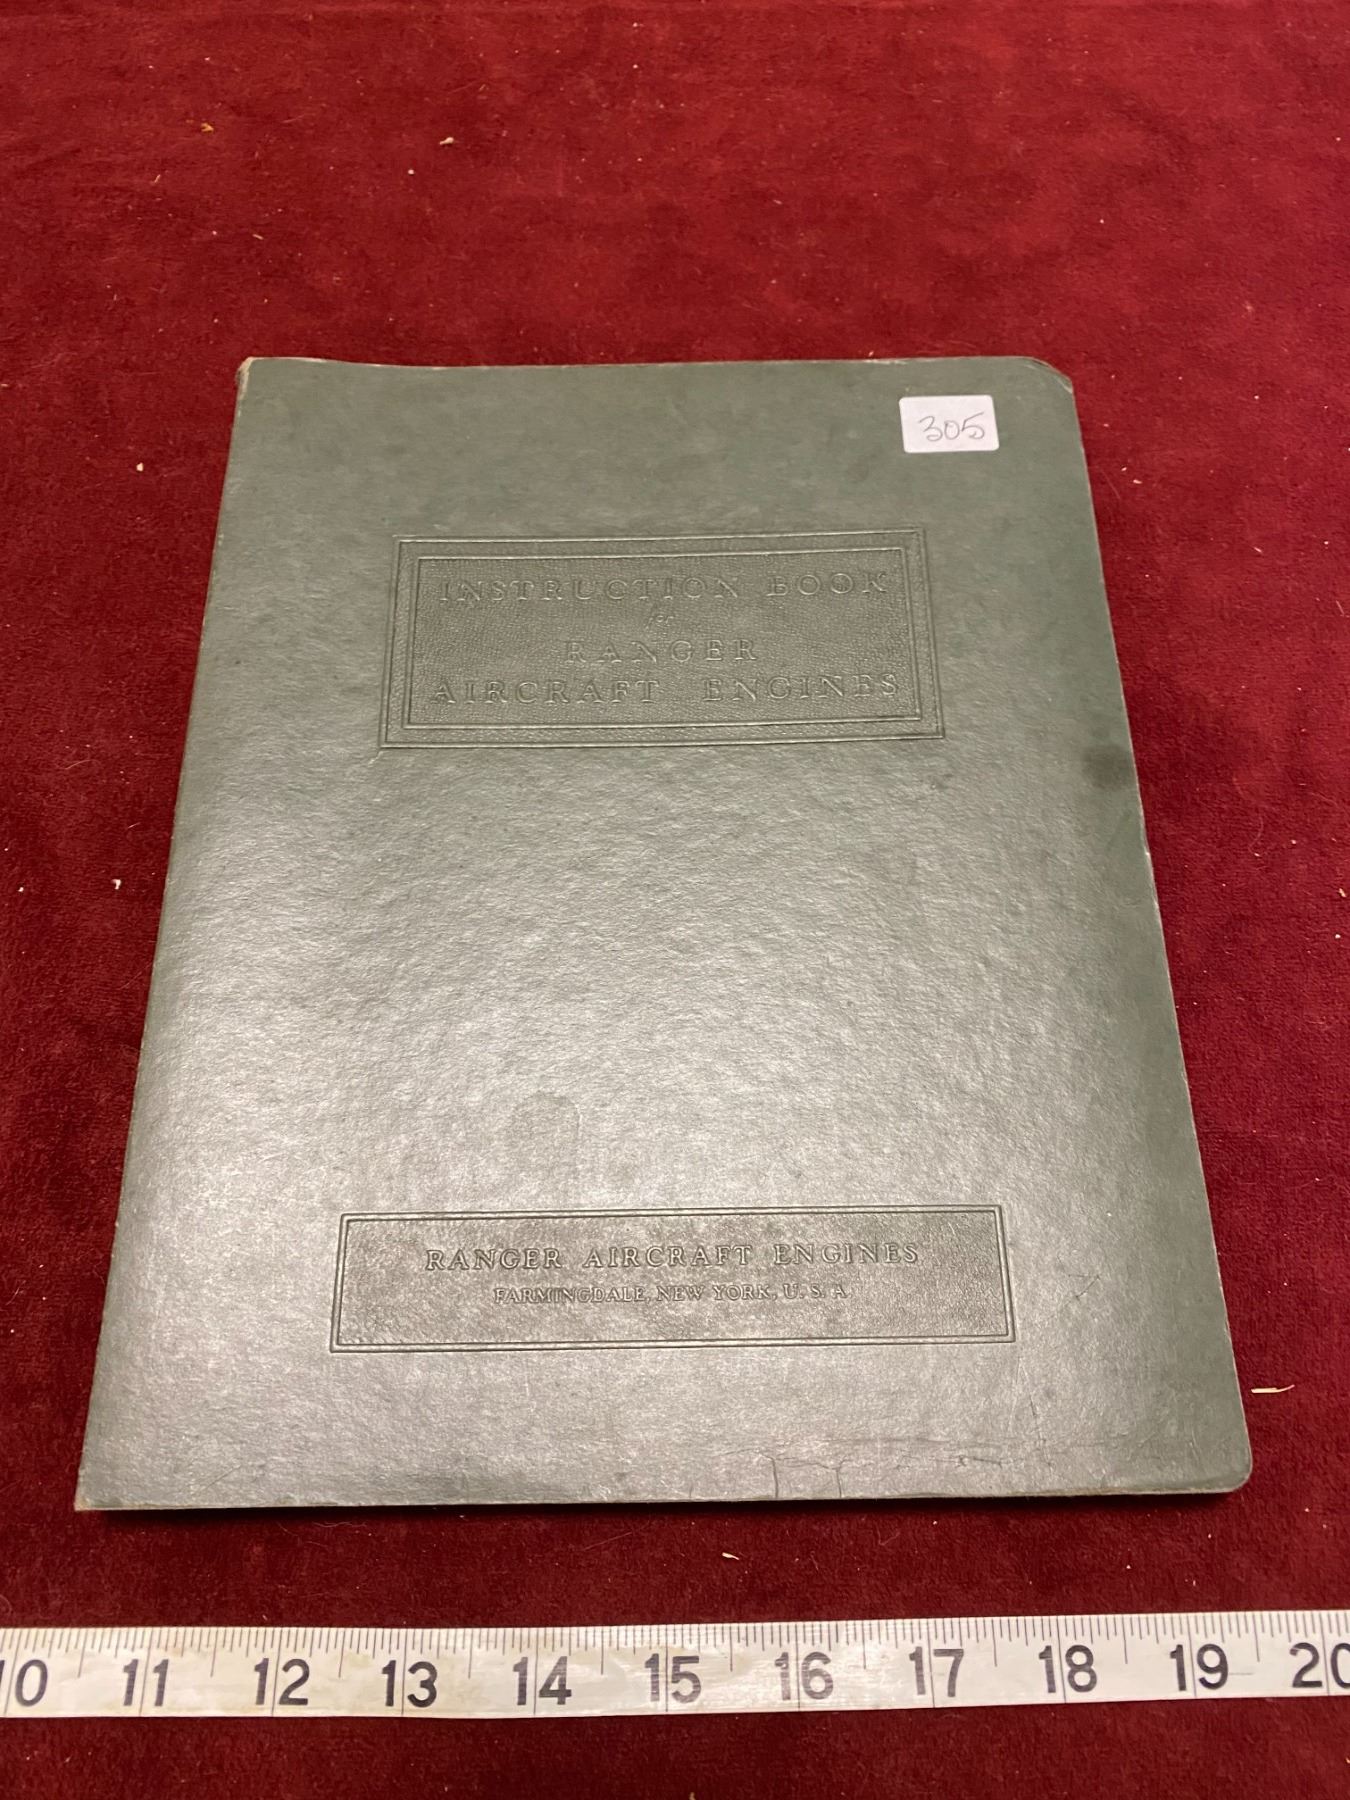 305
INSTRUCTION BOOK
for
RANGER
AIRCRAFT ENGINES
RANGER AIRCRAFT ENGINES
FARMINGDALE, NEW YORK, U. S. A.
10 11 12 13 14 15 16 17 18 19 20